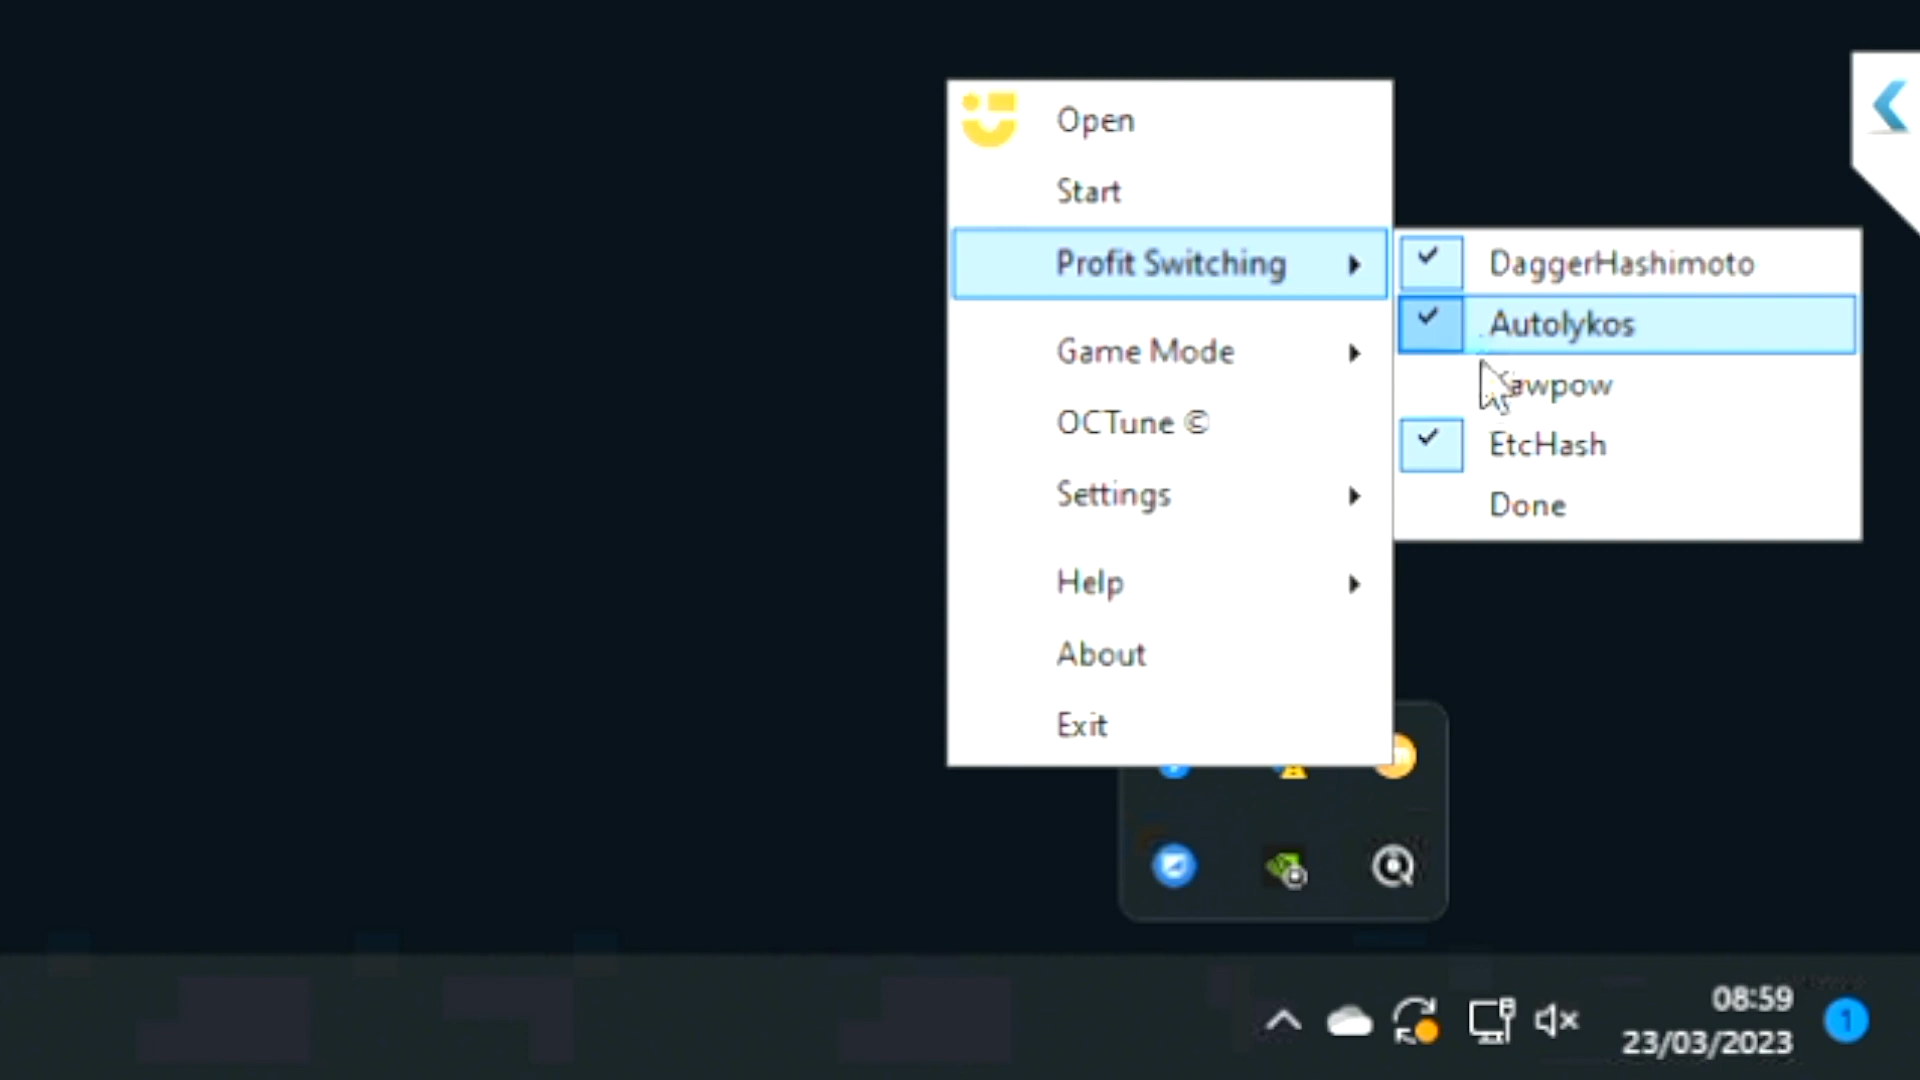 Open
Start
Profit Switching
DaggerHashimoto
Autolykos
awpow
Game Mode
EtcHash
OCTune ©
Done
Settings
Help
About
Exit
08:59
23/03/2023
1